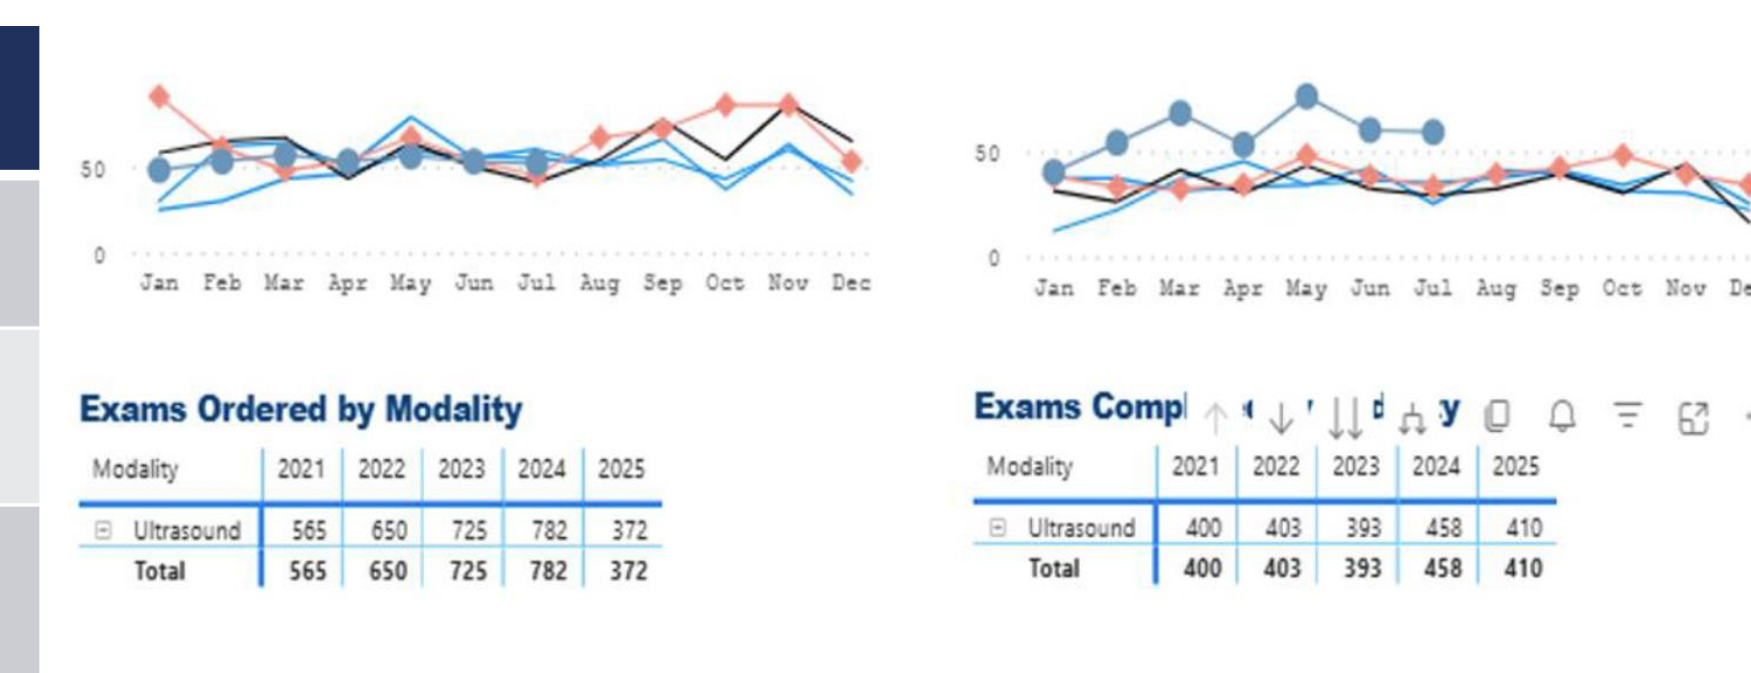 50
0
Jan Feb Mar Apr May Jun Jul Aug Sep Oct Nov Dec
50
0
Jan Feb Mar Apr May Jun Jul Aug Sep Oct Nov
Exams Ordered by Modality
Modality 2021 2022 2023 2024 2025
Ultrasound 565 650 725 782 372
Total 565 650 725 782 372
Exams
Modality 2021 2022 2023 2024 2025
Ultrasound 400 403 393 458 410
Total 400 403 393 458 410